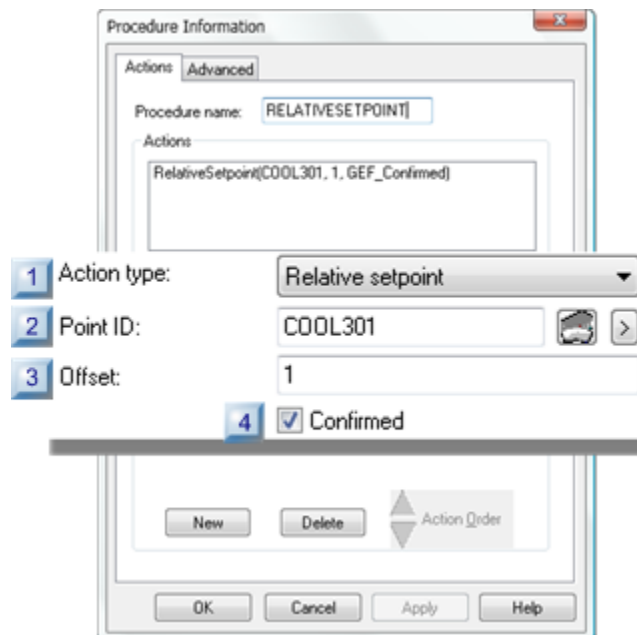 Procedure Information
Actions Advanced
Procedure name: RELATIVESETPOINT
Actions
RelativeSetpoint(COOL301, 1, GEF_Confirmed)
1 Action type: Relative setpoint
2 Point ID: COOL301 >
3 Offset: 1
4 Confirmed
New Delete Action Order
OK Cancel Apply Help